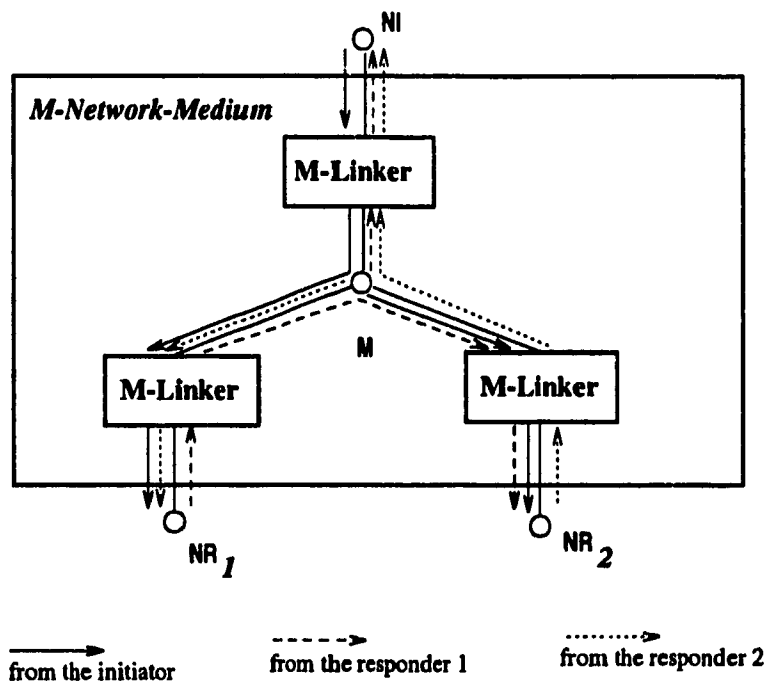 NI
M-Network-Medium
M-Linker
M
M-Linker
M-Linker
NR 1
NR 2
from the initiator
from the responder 1
from the responder 2